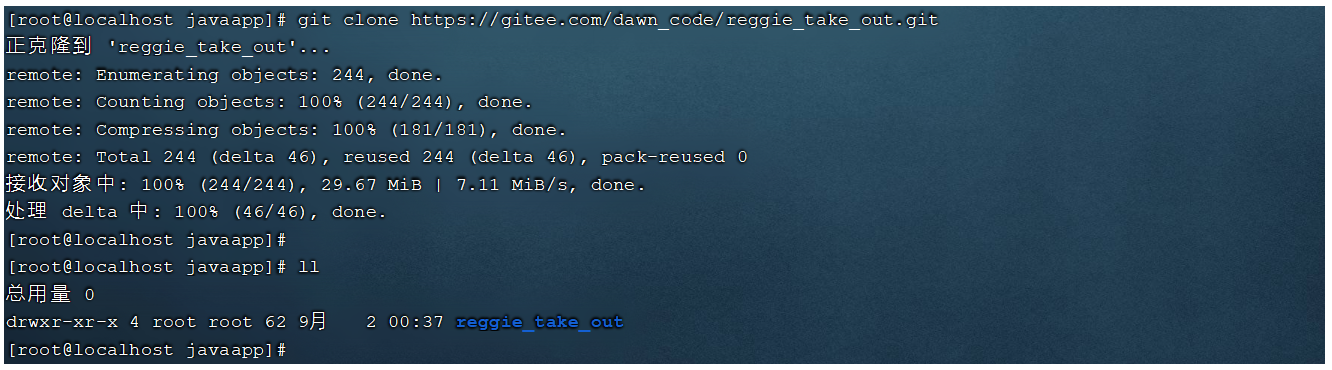 [root@localhost javaapp]# git clone https://gitee.com/dawn_code/reggie_take_out.git
正克隆到 'reggie_take_out'...
remote: Enumerating objects: 244, done.
remote: Counting objects: 100% (244/244), done.
remote: Compressing objects: 100% (181/181), done.
remote: Total 244 (delta 46), reused 244 (delta 46), pack-reused 0
接收对象中: 100% (244/244), 29.67 MiB | 7.11 MiB/s, done.
处理 delta 中: 100% (46/46), done.
[root@localhost javaapp]#
[root@localhost javaapp]# ll
总用量 0
drwxr-xr-x 4 root root 62 9月   2 00:37 reggie_take_out
[root@localhost javaapp]#